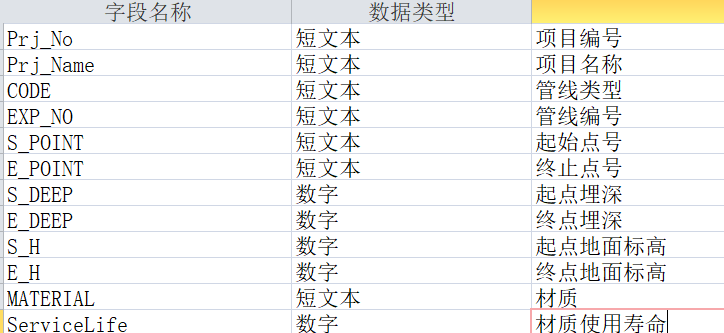 字段名称 数据类型
Prj_No 短文本 项目编号
Prj_Name 短文本 项目名称
CODE 短文本 管线类型
EXP_NO 短文本 管线编号
S_POINT 短文本 起始点号
E_POINT 短文本 终止点号
S_DEEP 数字 起点埋深
E_DEEP 数字 终点埋深
S_H 数字 起点地面标高
E_H 数字 终点地面标高
MATERIAL 短文本 材质
ServiceLife 数字 材质使用寿命